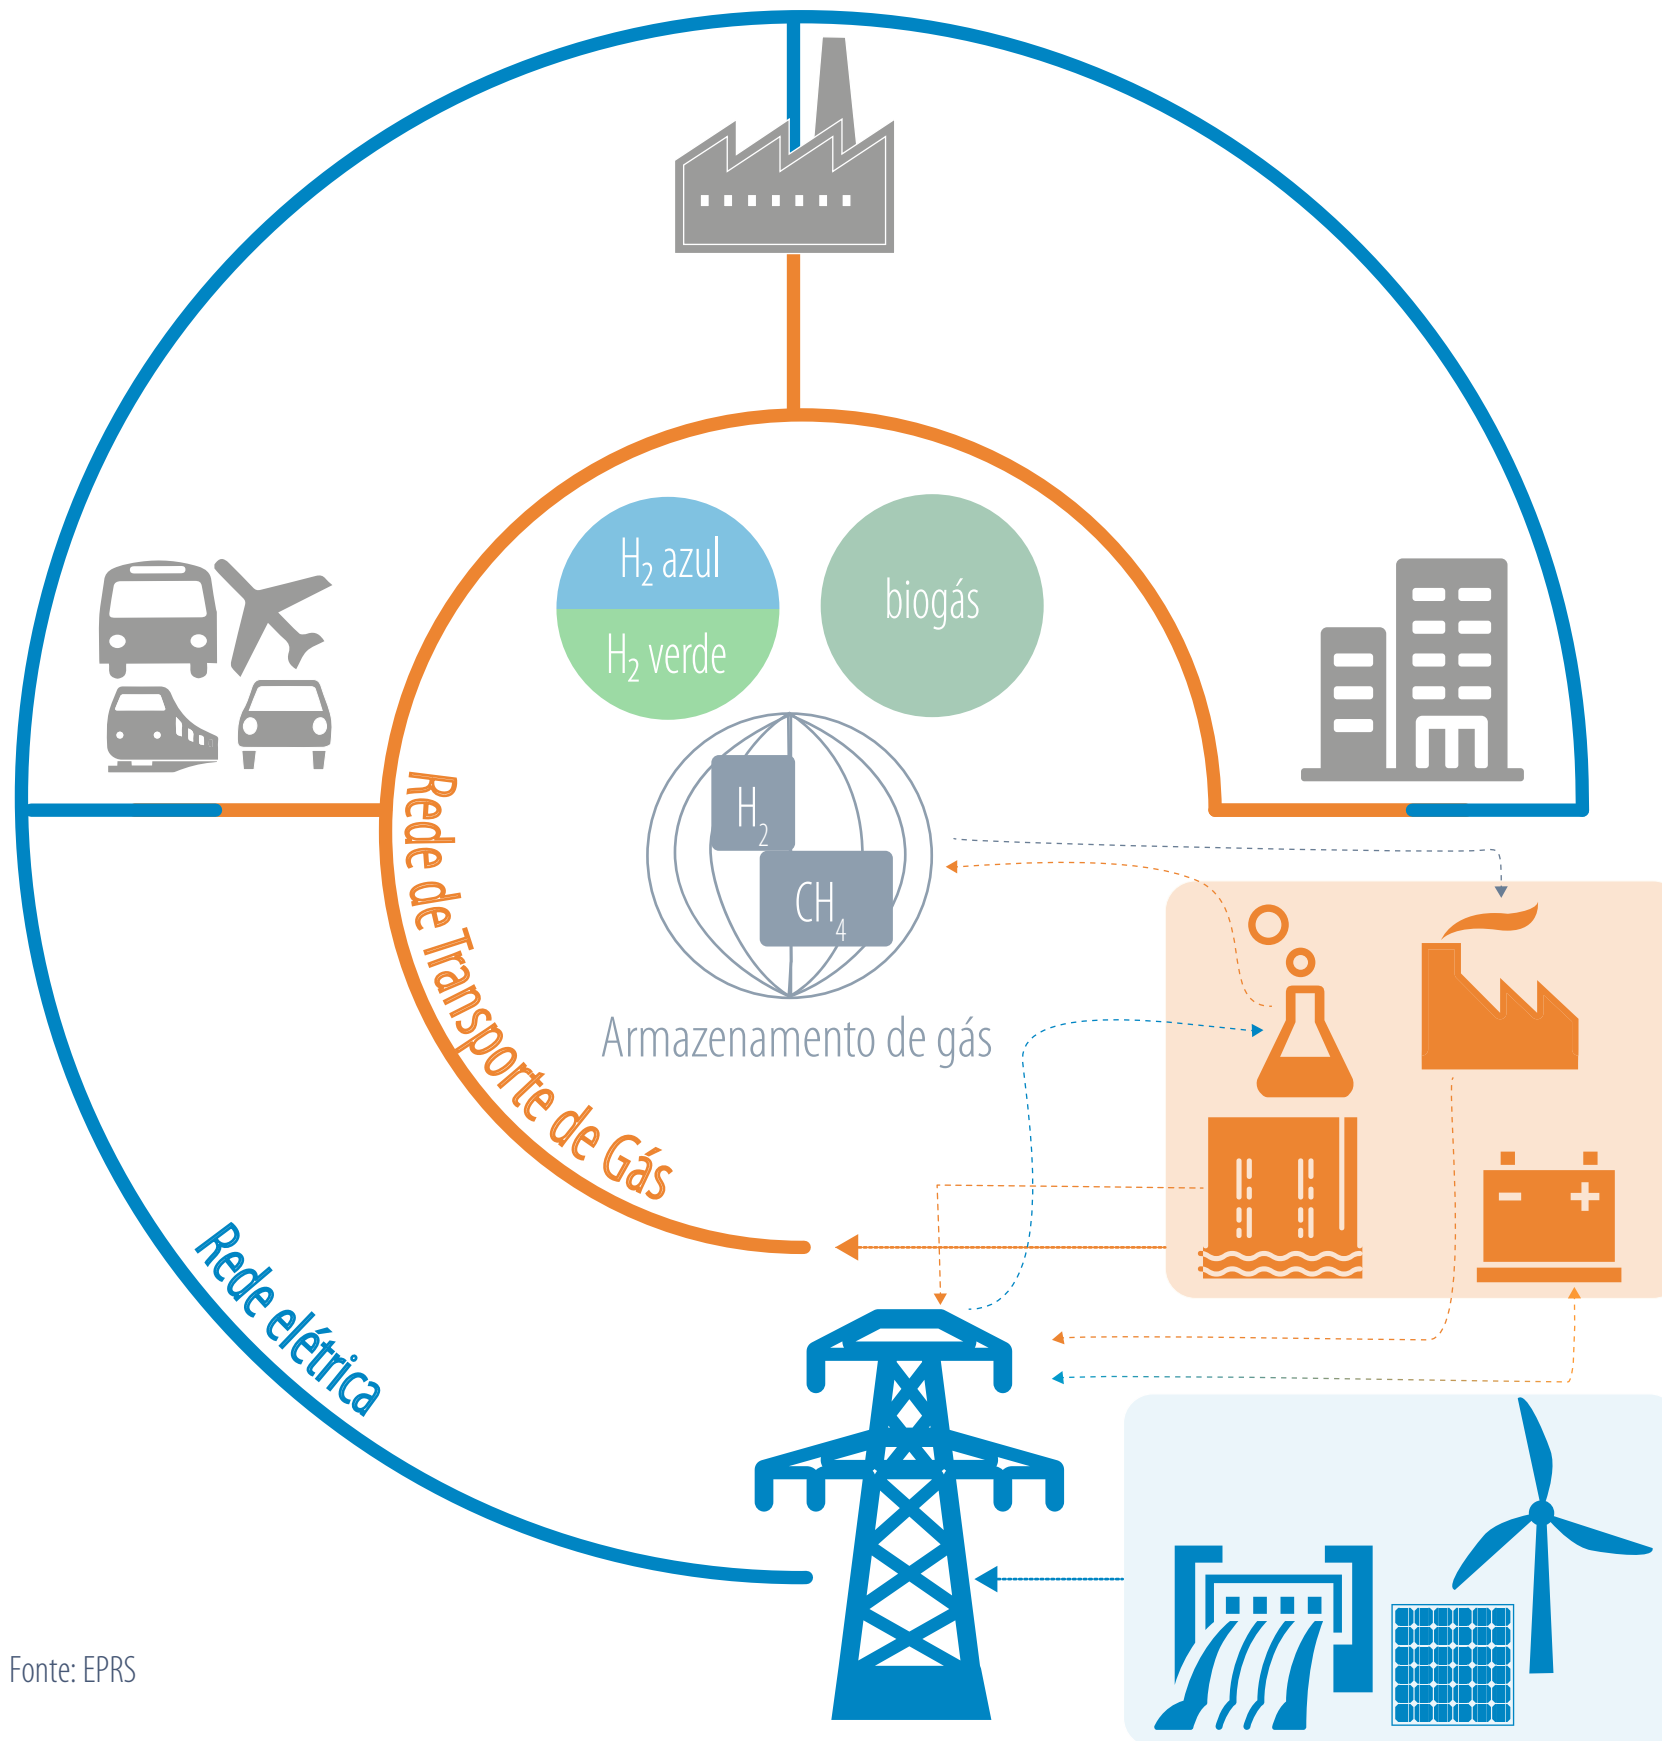 H₂ azul
H₂ verde
biogás
H₂
CH₄
Armazenamento de gás
Rede de Transporte de Gás
Rede elétrica
Fonte: EPRS